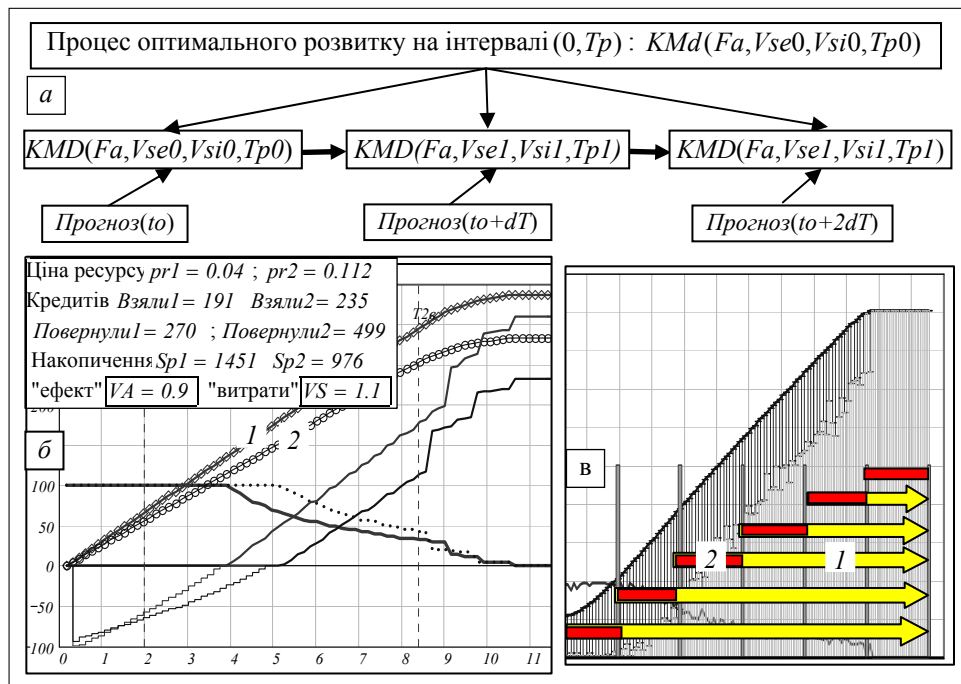 Процес оптимального розвитку на інтервалі (0,Tp) : KMd(Fa,Vse0,Vsi0,Tp0)
а
KMD(Fa,Vse0,Vsi0,Tp0)
KMD(Fa,Vse1,Vsi1,Tp1)
KMD(Fa,Vse1,Vsi1,Tp1)
Прогноз(to)
Прогноз(to+dT)
Прогноз(to+2dT)
Ціна ресурсу pr1 = 0.04 ; pr2 = 0.112
Кредитів Взяли1 = 191 Взяли2 = 235
Повернули1 = 270 ; Повернули2 = 499
Накопичення Sp1 = 1451 Sp2 = 976
"ефект" VA = 0.9 "витрати" VS = 1.1
б
1
2
100
50
0
−50
100
0 1 2 3 4 5 6 7 8 9 10 11
в
2
1